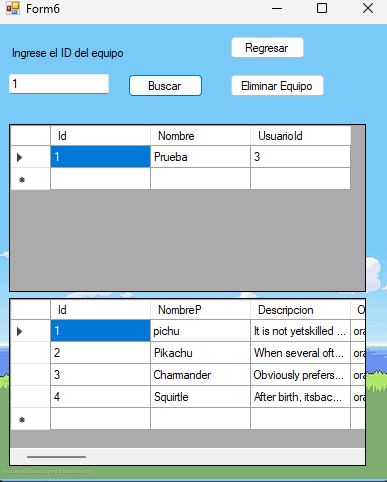 Form6
Ingrese el ID del equipo
Regresar
1
Buscar
Eliminar Equipo
Id Nombre UsuarioId
1 Prueba 3
Id NombreP Descripcion O
1 pichu It is not yetskilled ... ora
2 Pikachu When several oft... ora
3 Charmander Obviously prefers... ora
4 Squirtle After birth, itsbac... ora